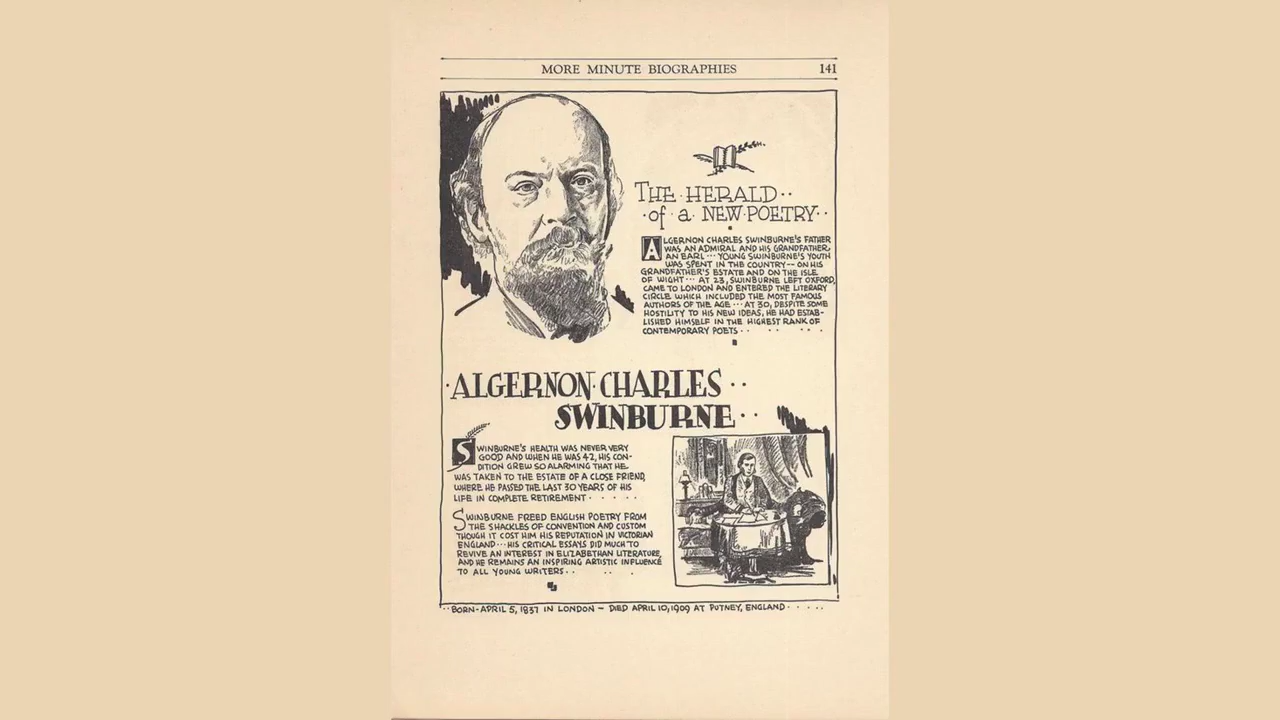 MORE MINUTE BIOGRAPHIES 141
THE HERALD··
·of·a·NEW·POETRY··
ALGERNON CHARLES SWINBURNE'S FATHER
WAS AN ADMIRAL AND HIS GRANDFATHER,
AN EARL··· YOUNG SWINBURNE'S YOUTH
WAS SPENT IN THE COUNTRY-- ON HIS
GRANDFATHER'S ESTATE AND ON THE ISLE
OF WIGHT··· AT 23, SWINBURNE LEFT OXFORD,
CAME TO LONDON AND ENTERED THE LITERARY
CIRCLE WHICH INCLUDED THE MOST FAMOUS
AUTHORS OF THE AGE··· AT 30, DESPITE SOME
HOSTILITY TO HIS NEW IDEAS, HE HAD ESTAB-
LISHED HIMSELF IN THE HIGHEST RANK OF
CONTEMPORARY POETS·· · · ···
·ALGERNON·CHARLES··
SWINBURNE··
SWINBURNE'S HEALTH WAS NEVER VERY
GOOD AND WHEN HE WAS 42, HIS CON-
DITION GREW SO ALARMING THAT HE
WAS TAKEN TO THE ESTATE OF A CLOSE FRIEND,
WHERE HE PASSED THE LAST 30 YEARS OF HIS
LIFE IN COMPLETE RETIREMENT · · · · ·
SWINBURNE FREED ENGLISH POETRY FROM
THE SHACKLES OF CONVENTION AND CUSTOM
THOUGH IT COST HIM HIS REPUTATION IN VICTORIAN
ENGLAND···HIS CRITICAL ESSAYS DID MUCH TO
REVIVE AN INTEREST IN ELIZABETHAN LITERATURE,
AND HE REMAINS AN INSPIRING ARTISTIC INFLUENCE
TO ALL YOUNG WRITERS·· ·· ·
··BORN-APRIL 5, 1837 IN LONDON – DIED APRIL 10, 1909 AT PUTNEY, ENGLAND·····